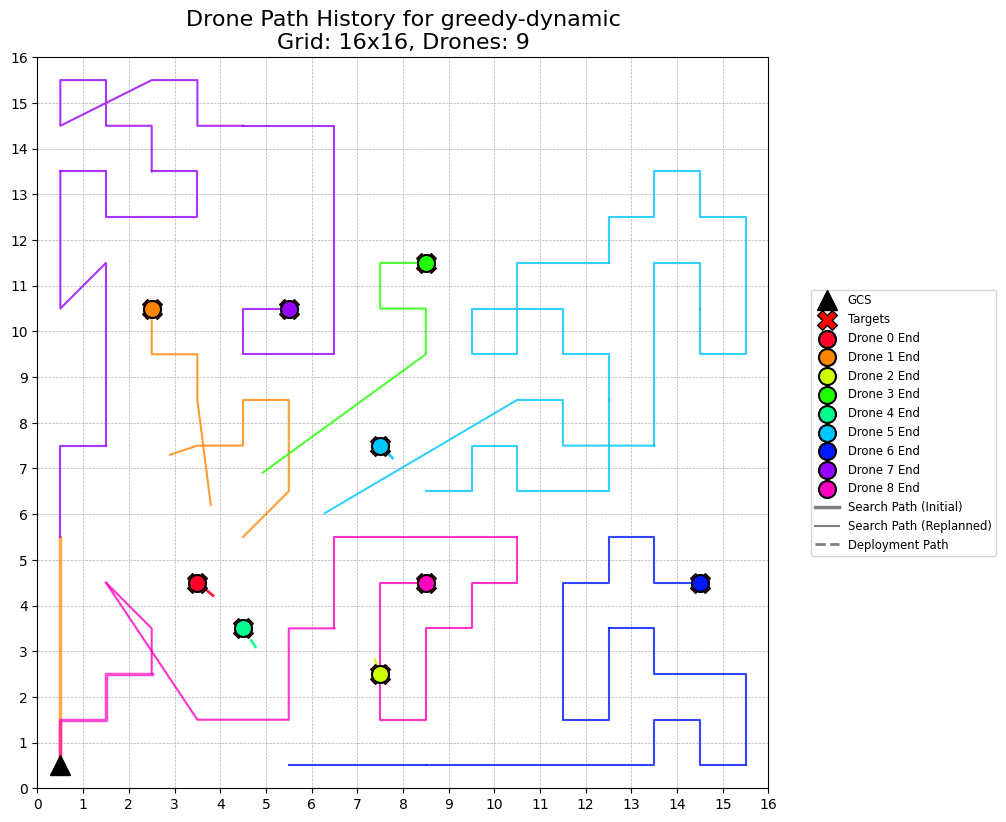 Drone Path History for greedy-dynamic
Grid: 16x16, Drones: 9
16
15
14
13
12
11
10
9
8
7
6
5
4
3
2
1
0
0 1 2 3 4 5 6 7 8 9 10 11 12 13 14 15 16
GCS
Targets
Drone 0 End
Drone 1 End
Drone 2 End
Drone 3 End
Drone 4 End
Drone 5 End
Drone 6 End
Drone 7 End
Drone 8 End
Search Path (Initial)
Search Path (Replanned)
Deployment Path